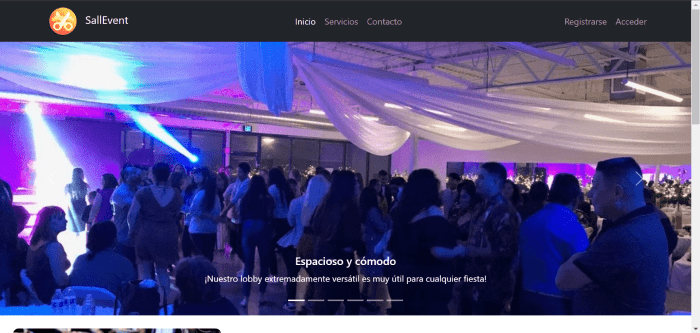 SallEvent
Inicio Servicios Contacto
Registrarse Acceder
Espacioso y cómodo
¡Nuestro lobby extremadamente versátil es muy útil para cualquier fiesta!